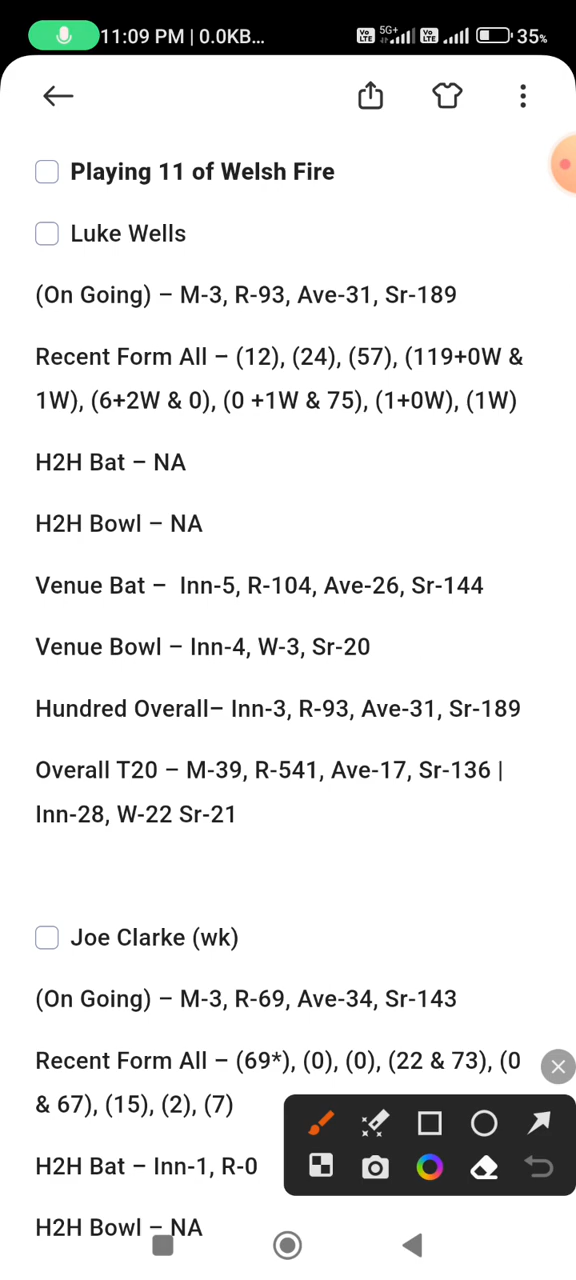 11:09 PM | 0.0KB...
Vo LTE 5G+ Vo LTE 35%
Playing 11 of Welsh Fire
Luke Wells
(On Going) – M-3, R-93, Ave-31, Sr-189
Recent Form All – (12), (24), (57), (119+0W &
1W), (6+2W & 0), (0 +1W & 75), (1+0W), (1W)
H2H Bat – NA
H2H Bowl – NA
Venue Bat – Inn-5, R-104, Ave-26, Sr-144
Venue Bowl – Inn-4, W-3, Sr-20
Hundred Overall– Inn-3, R-93, Ave-31, Sr-189
Overall T20 – M-39, R-541, Ave-17, Sr-136 |
Inn-28, W-22 Sr-21
Joe Clarke (wk)
(On Going) – M-3, R-69, Ave-34, Sr-143
Recent Form All – (69*), (0), (0), (22 & 73), (0
& 67), (15), (2), (7)
H2H Bat – Inn-1, R-0
H2H Bowl – NA